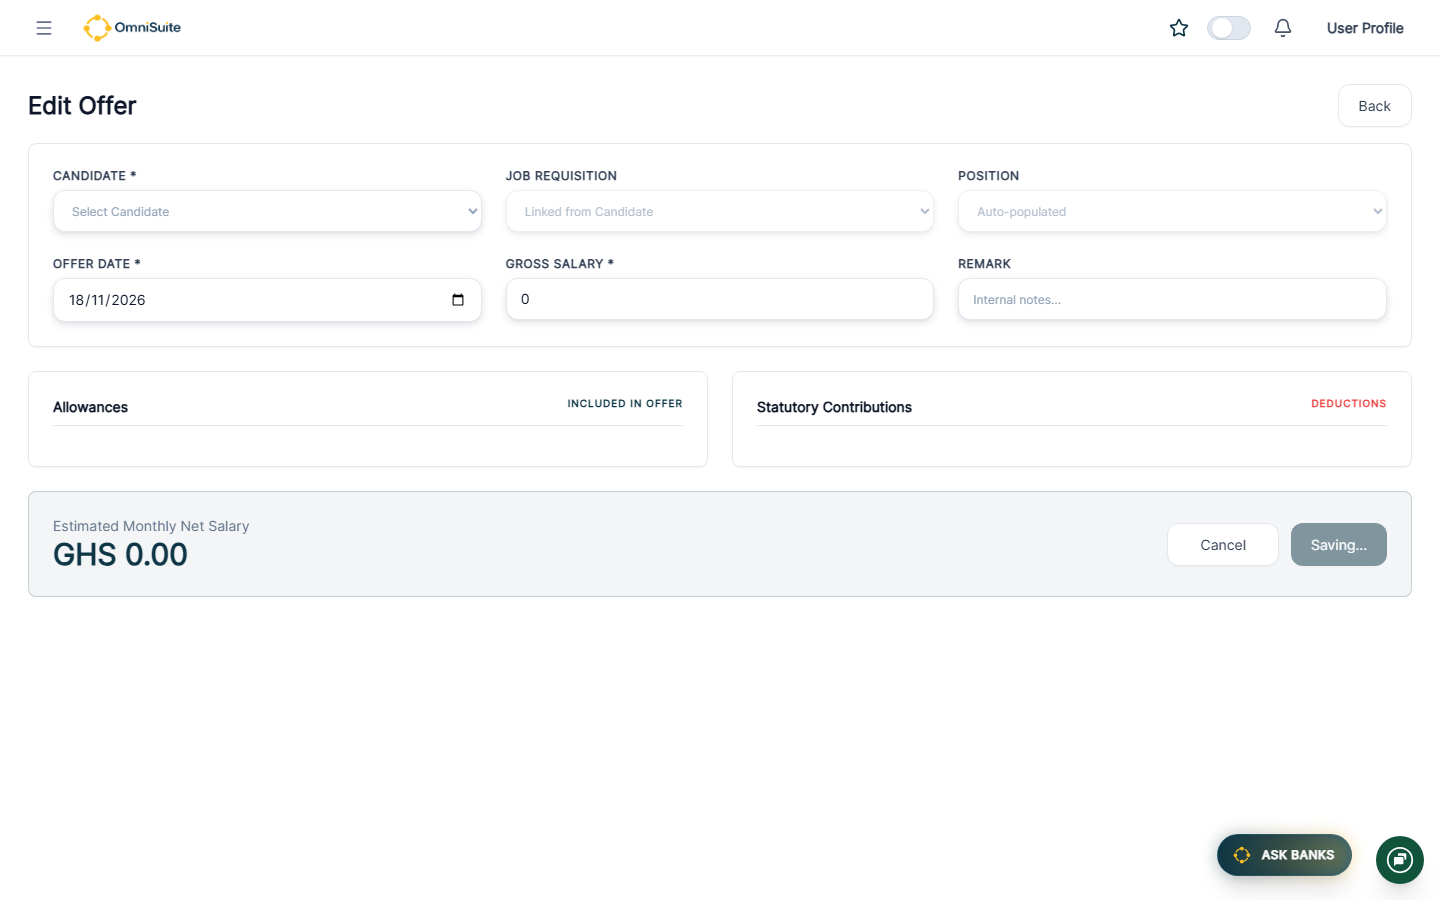 OmniSuite
User Profile
Edit Offer
Back
CANDIDATE *
JOB REQUISITION
POSITION
Select Candidate
Linked from Candidate
Auto-populated
OFFER DATE *
GROSS SALARY *
REMARK
18/11/2026
0
Internal notes...
Allowances
INCLUDED IN OFFER
Statutory Contributions
DEDUCTIONS
Estimated Monthly Net Salary
GHS 0.00
Cancel
Saving...
ASK BANKS